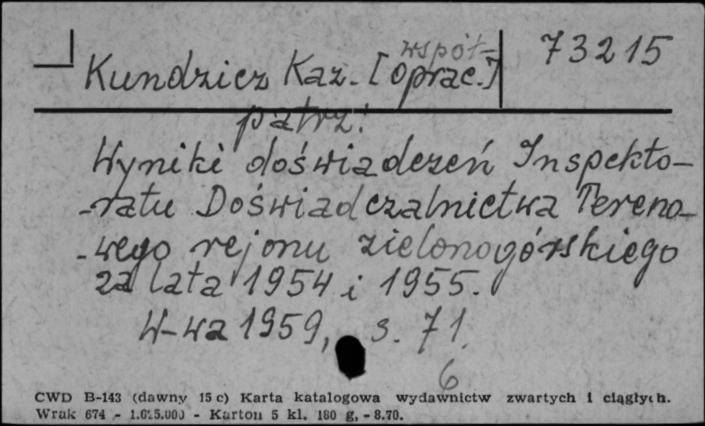 współ-
73215
Kundzicz Kaz. [oprac.]
patrz:
Wyniki doświadczeń Inspekto-
-ratu Doświadczalnictwa Tereno-
-wego rejonu zielonogórskiego
za lata 1954 i 1955.
W-wa 1959, s. 71.
6
CWD B-143 (dawny 15 c) Karta katalogowa wydawnictw zwartych i ciągłych.
Wrak 674 - 1.615.000 - Karton 5 kl. 180 g. - 8.70.